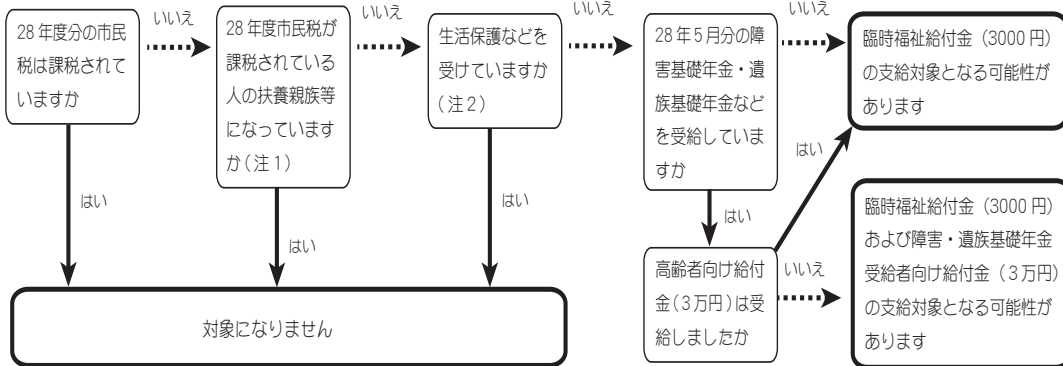 28年度分の市民
税は課税されて
いますか
いいえ
はい
28年度市民税が
課税されている
人の扶養親族等
になっています
か(注1)
いいえ
はい
生活保護などを
受けていますか
(注2)
いいえ
はい
28年5月分の障
害基礎年金・遺
族基礎年金など
を受給していま
すか
いいえ
はい
高齢者向け給付
金(3万円)は受
給しましたか
はい
いいえ
臨時福祉給付金(3000円)
の支給対象となる可能性が
あります
臨時福祉給付金(3000円)
および障害・遺族基礎年金
受給者向け給付金(3万円)
の支給対象となる可能性が
あります
対象になりません